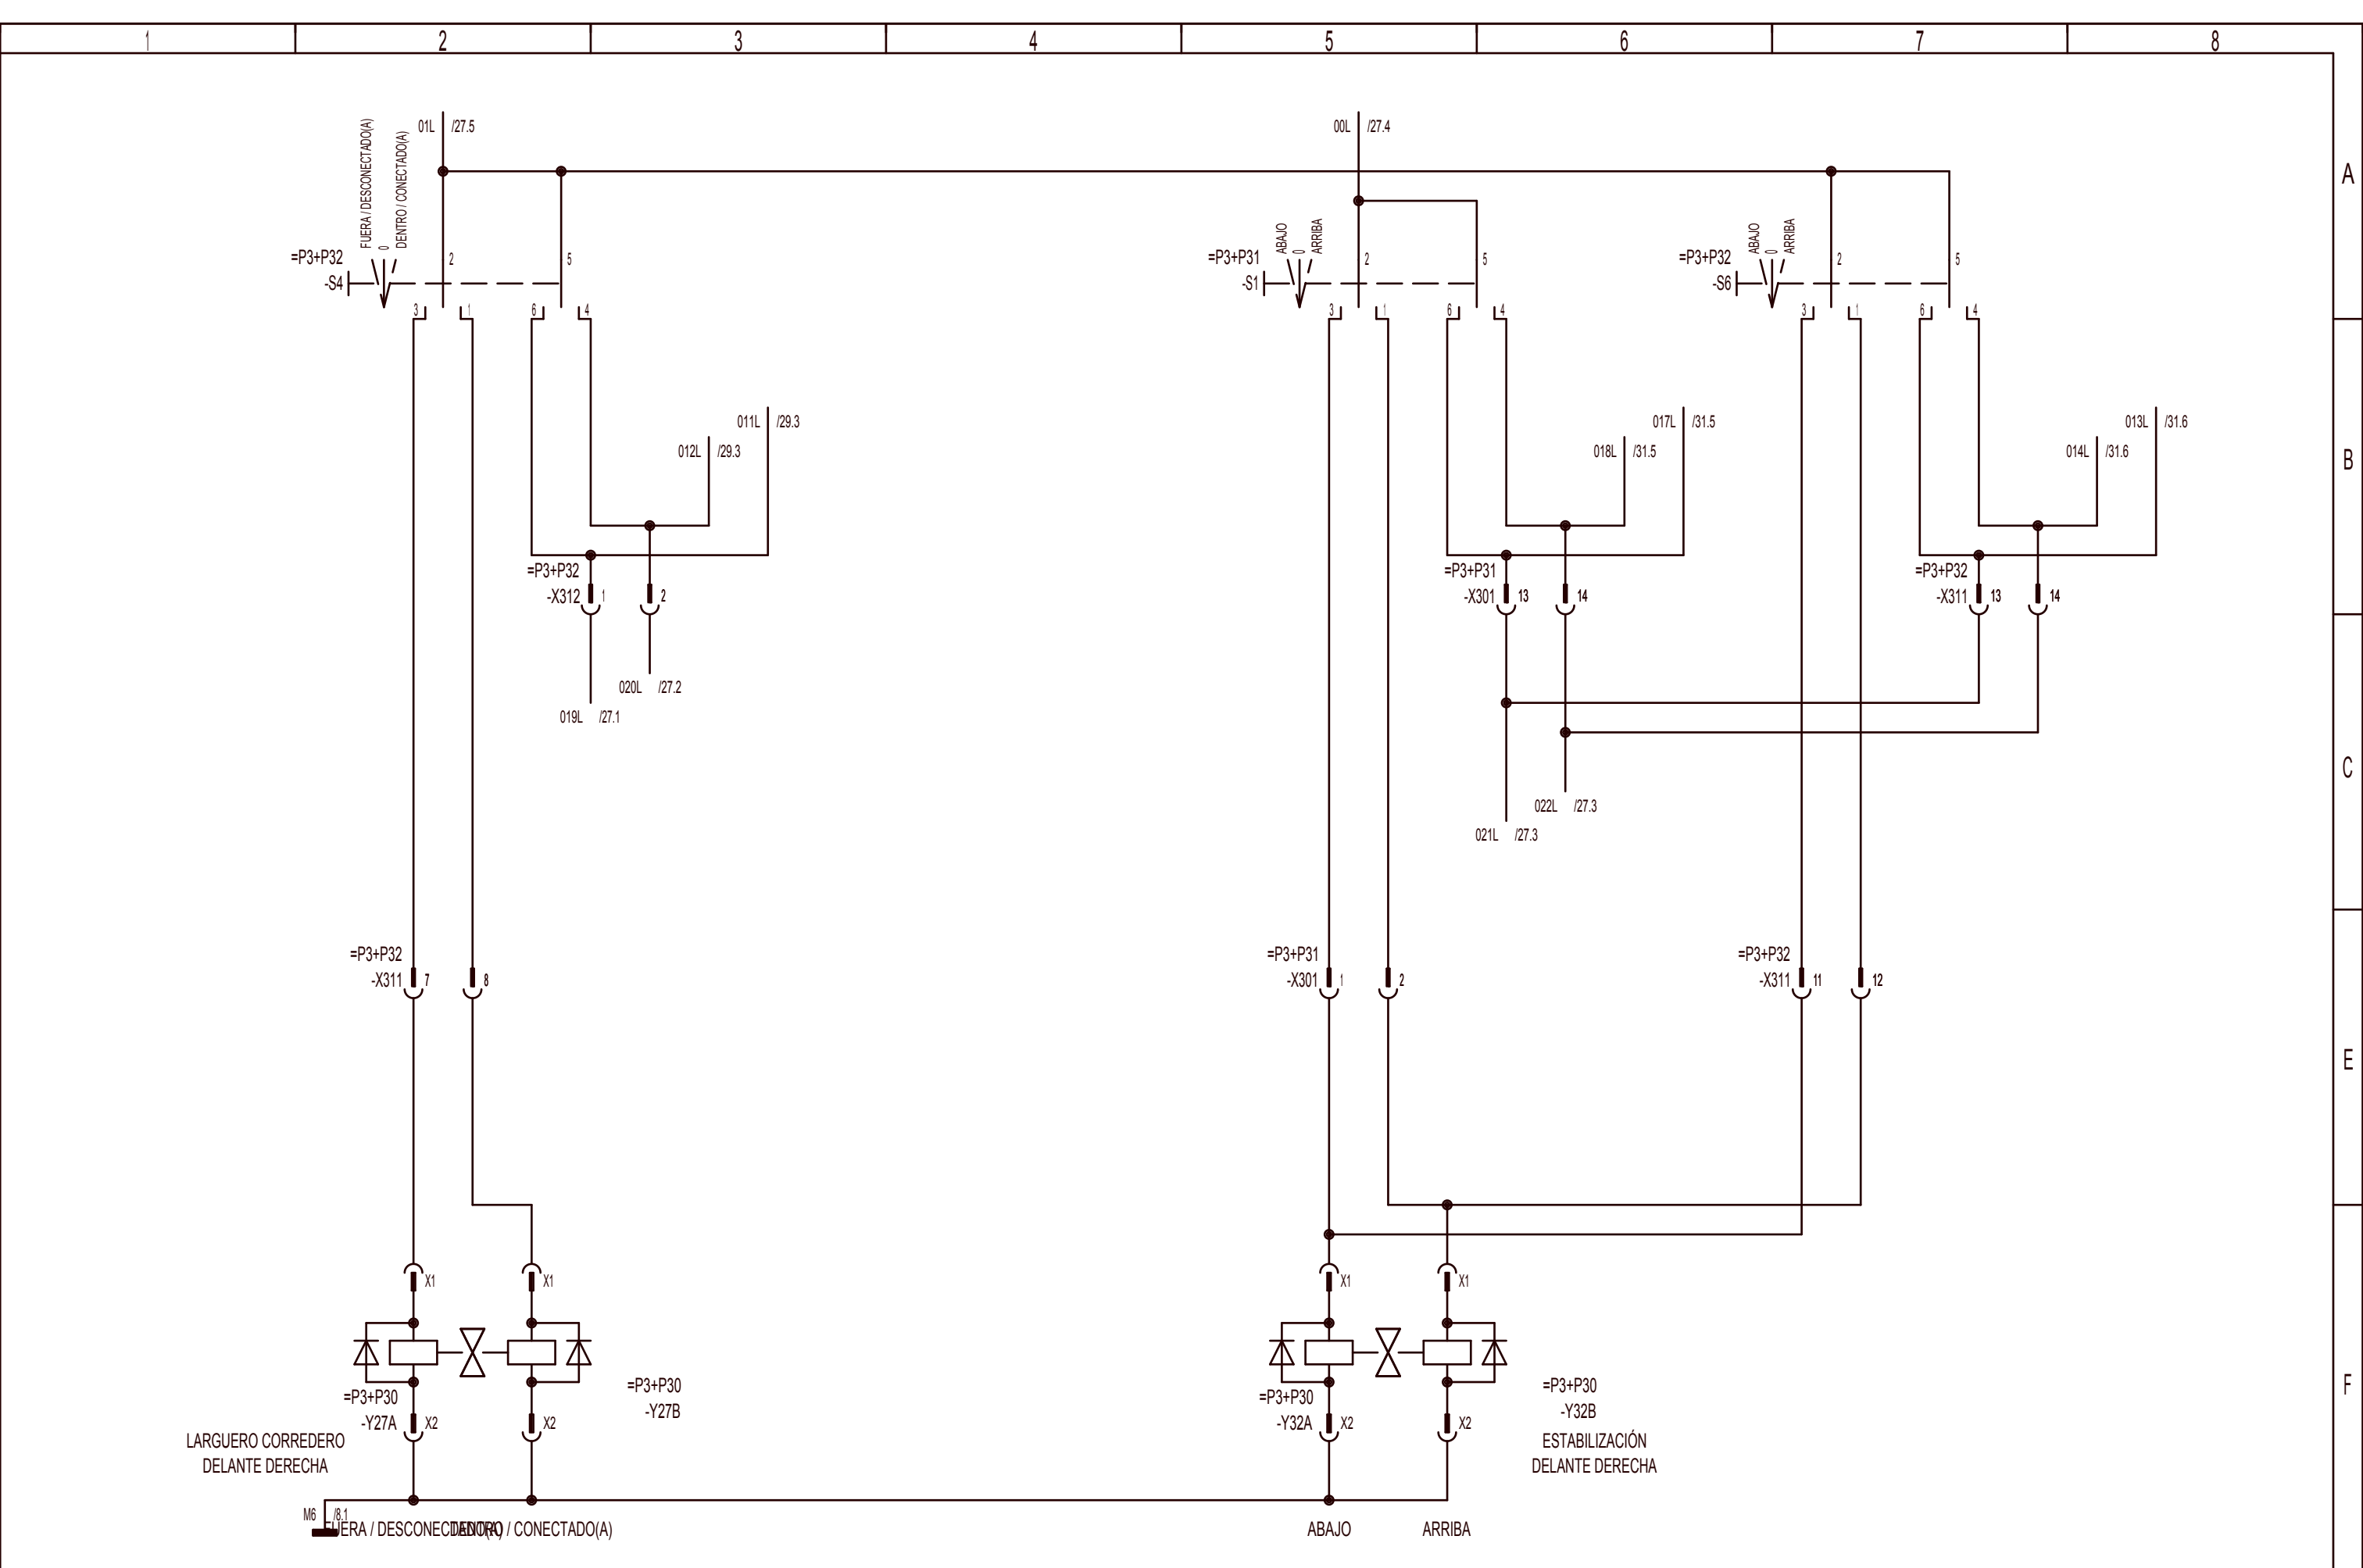 1 2 3 4 5 6 7 8
01L /27.5
00L /27.4
A
FUERA / DESCONECTADO(A)
0
DENTRO / CONECTADO(A)
ABAJO
0
ARRIBA
ABAJO
0
ARRIBA
=P3+P32
-S4
2 5
=P3+P31
-S1
2 5
=P3+P32
-S6
2 5
3 1 6 4
3 1 6 4
3 1 6 4
011L /29.3
012L /29.3
017L /31.5
018L /31.5
013L /31.6
014L /31.6
B
=P3+P32
-X312 1 2
=P3+P31
-X301 13 14
=P3+P32
-X311 13 14
020L /27.2
019L /27.1
C
022L /27.3
021L /27.3
=P3+P32
-X311 7 8
=P3+P31
-X301 1 2
=P3+P32
-X311 11 12
E
X1 X1 X1 X1
=P3+P30
-Y27A X2 X2
=P3+P30
-Y27B
=P3+P30
-Y32A X2 X2
=P3+P30
-Y32B
F
LARGUERO CORREDERO
DELANTE DERECHA
ESTABILIZACIÓN
DELANTE DERECHA
M6 /8.1
FUERA / DESCONECTADO(A)
DENTRO / CONECTADO(A)
ABAJO
ARRIBA